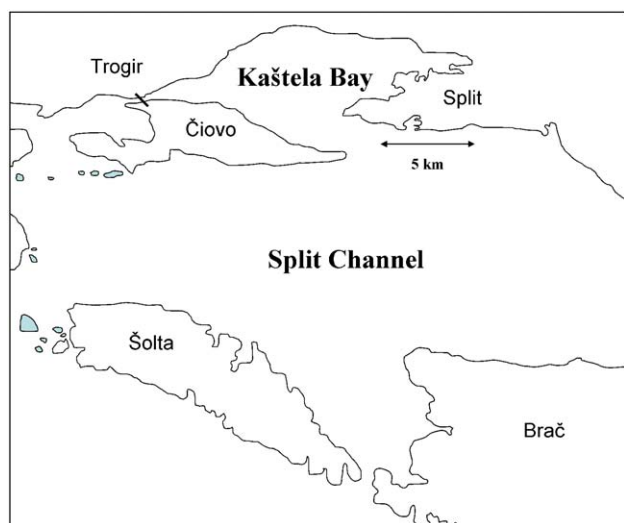 Trogir
Kaštela Bay
Split
Čiovo
5 km
Split Channel
Šolta
Brač